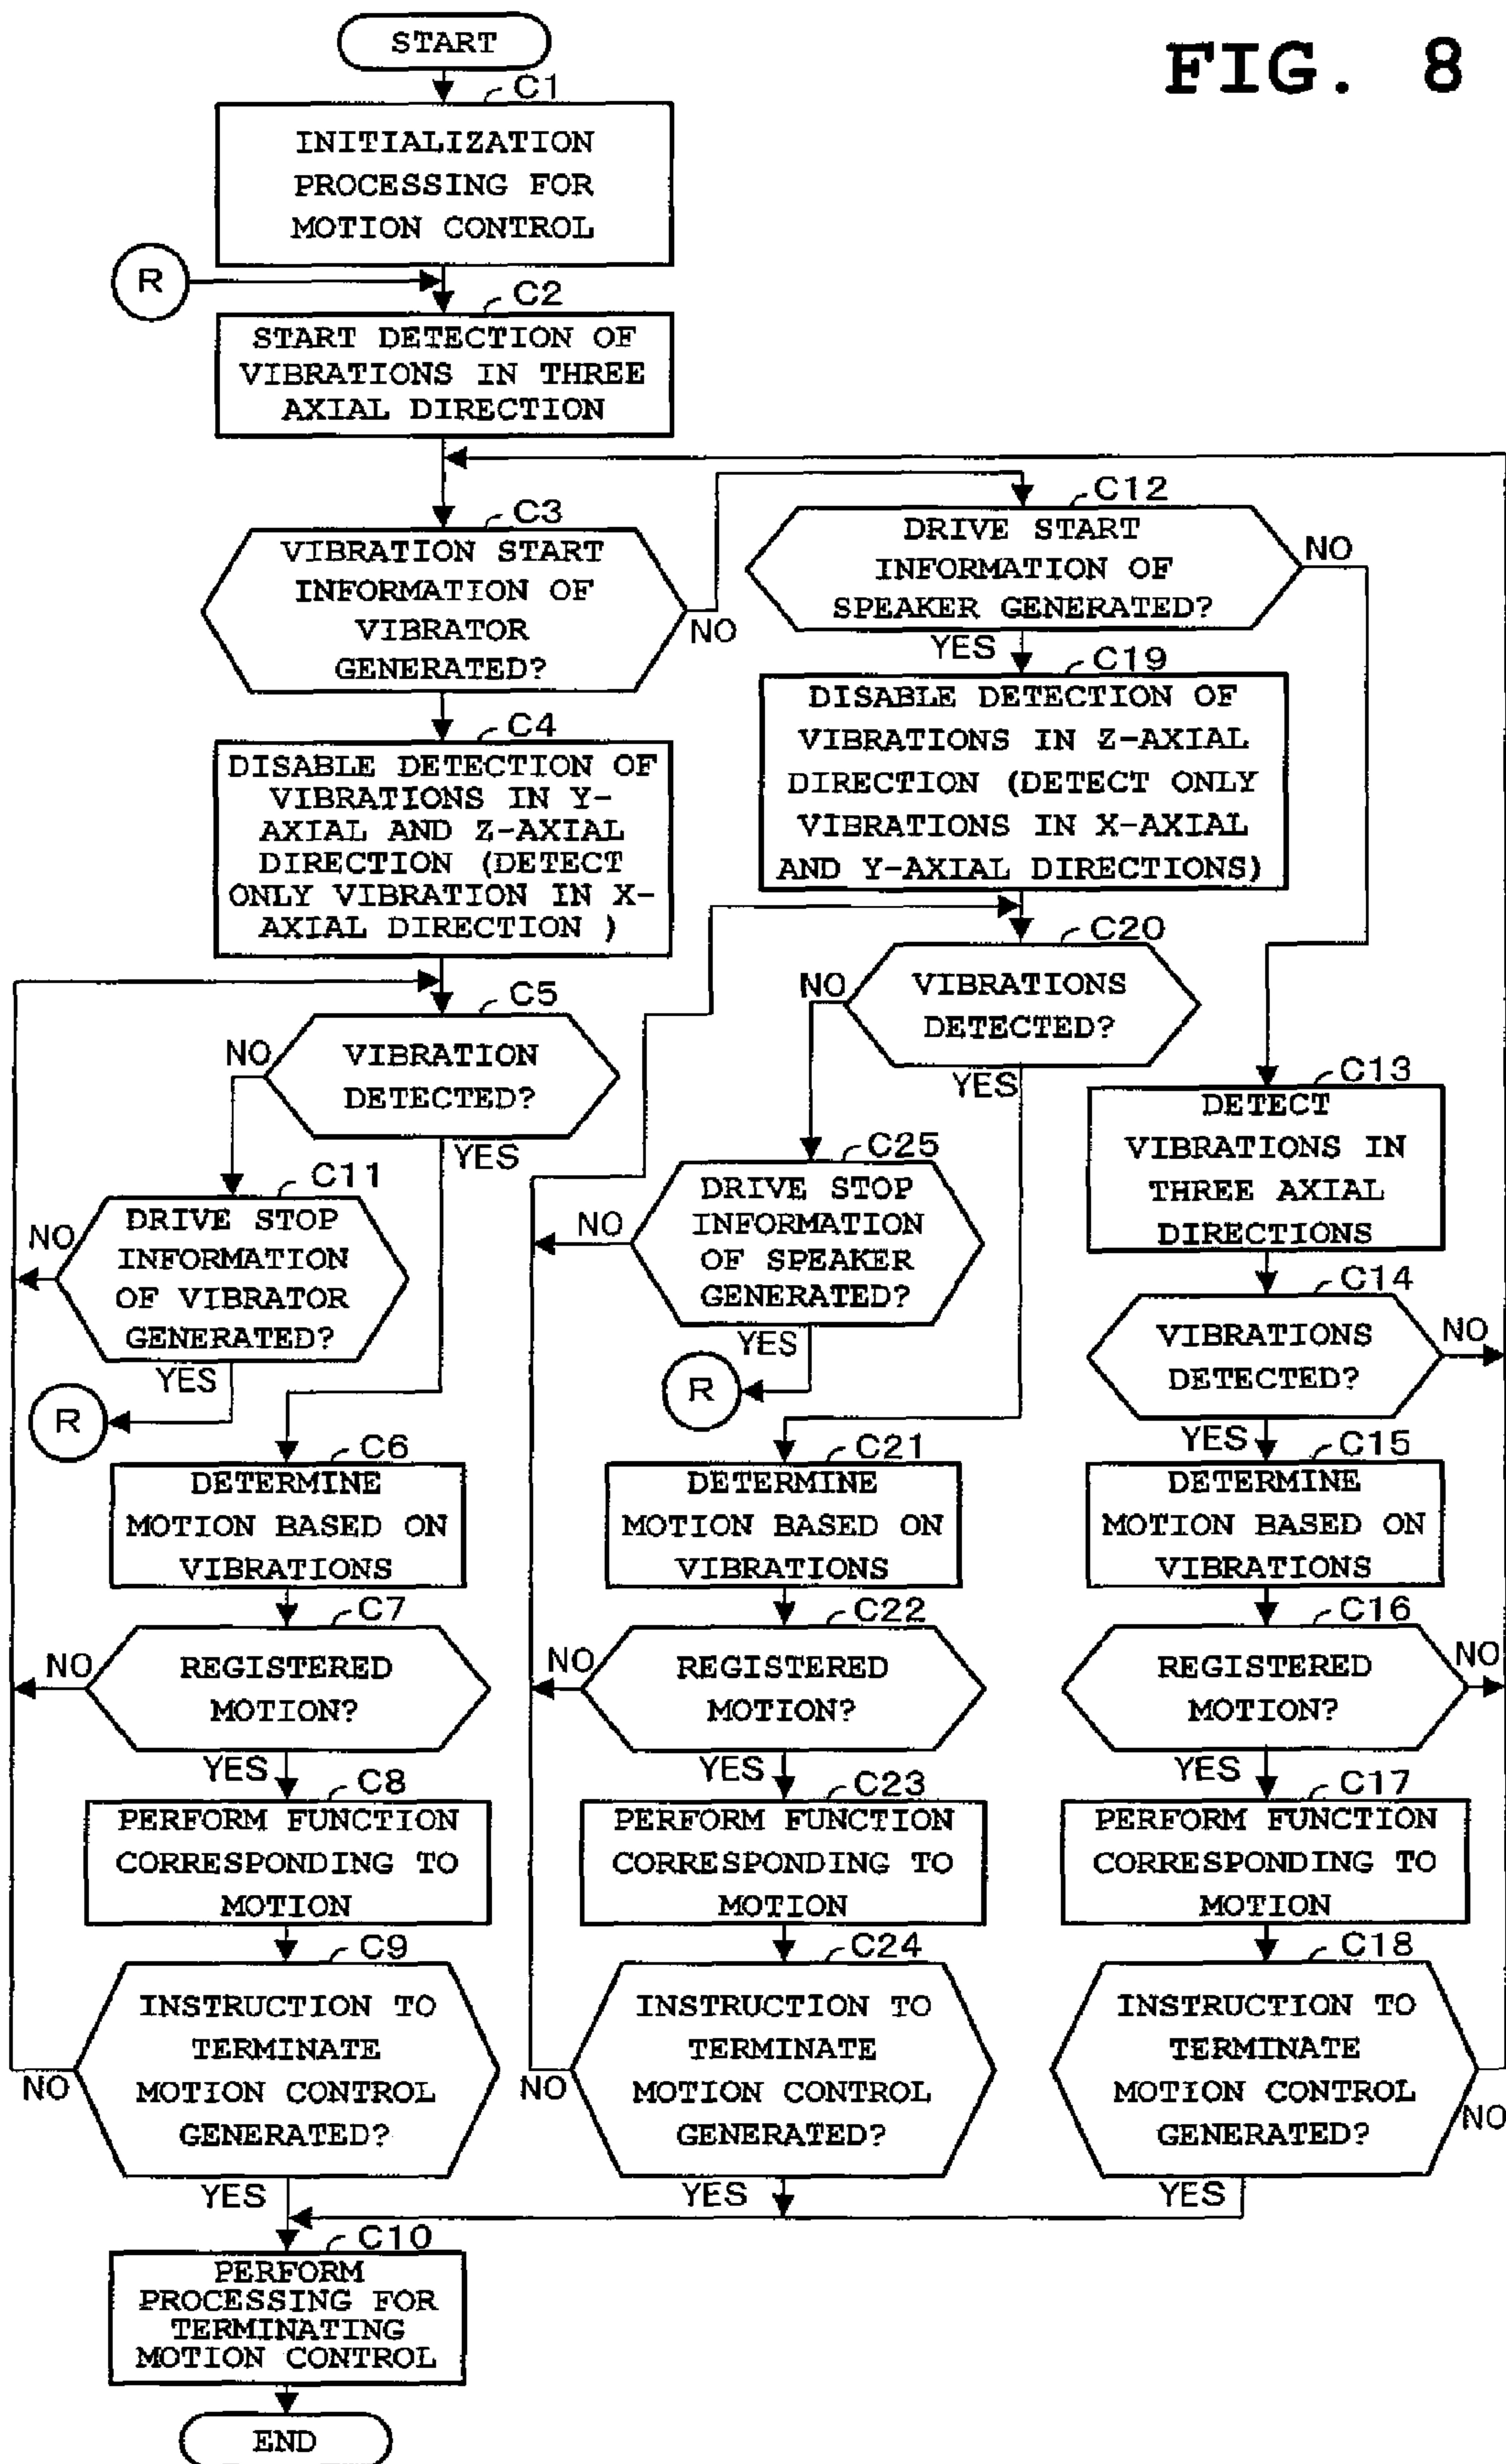 FIG. 8
START
C1
INITIALIZATION
PROCESSING FOR
MOTION CONTROL
R
C2
START DETECTION OF
VIBRATIONS IN THREE
AXIAL DIRECTION
C3
VIBRATION START
INFORMATION OF
VIBRATOR
GENERATED?
NO
C4
DISABLE DETECTION OF
VIBRATIONS IN Y-
AXIAL AND Z-AXIAL
DIRECTION (DETECT
ONLY VIBRATION IN X-
AXIAL DIRECTION )
C5
VIBRATION
DETECTED?
NO
YES
C11
DRIVE STOP
INFORMATION
OF VIBRATOR
GENERATED?
NO
YES
R
C6
DETERMINE
MOTION BASED ON
VIBRATIONS
C7
REGISTERED
MOTION?
NO
YES
C8
PERFORM FUNCTION
CORRESPONDING TO
MOTION
C9
INSTRUCTION TO
TERMINATE
MOTION CONTROL
GENERATED?
NO
YES
C10
PERFORM
PROCESSING FOR
TERMINATING
MOTION CONTROL
END
C12
DRIVE START
INFORMATION OF
SPEAKER GENERATED?
NO
YES
C19
DISABLE DETECTION OF
VIBRATIONS IN Z-AXIAL
DIRECTION (DETECT ONLY
VIBRATIONS IN X-AXIAL
AND Y-AXIAL DIRECTIONS)
C20
VIBRATIONS
DETECTED?
NO
YES
C25
DRIVE STOP
INFORMATION
OF SPEAKER
GENERATED?
NO
YES
R
C21
DETERMINE
MOTION BASED ON
VIBRATIONS
C22
REGISTERED
MOTION?
NO
YES
C23
PERFORM FUNCTION
CORRESPONDING TO
MOTION
C24
INSTRUCTION TO
TERMINATE
MOTION CONTROL
GENERATED?
NO
YES
C13
DETECT
VIBRATIONS IN
THREE AXIAL
DIRECTIONS
C14
VIBRATIONS
DETECTED?
NO
YES
C15
DETERMINE
MOTION BASED ON
VIBRATIONS
C16
REGISTERED
MOTION?
NO
YES
C17
PERFORM FUNCTION
CORRESPONDING TO
MOTION
C18
INSTRUCTION TO
TERMINATE
MOTION CONTROL
GENERATED?
NO
YES